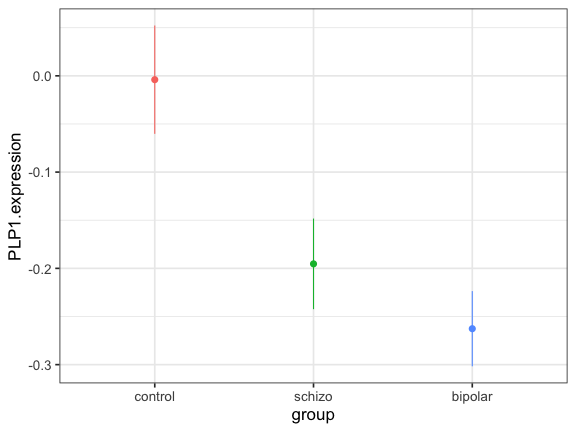 PLP1.expression
0.0
-0.1
-0.2
-0.3
control schizo bipolar
group